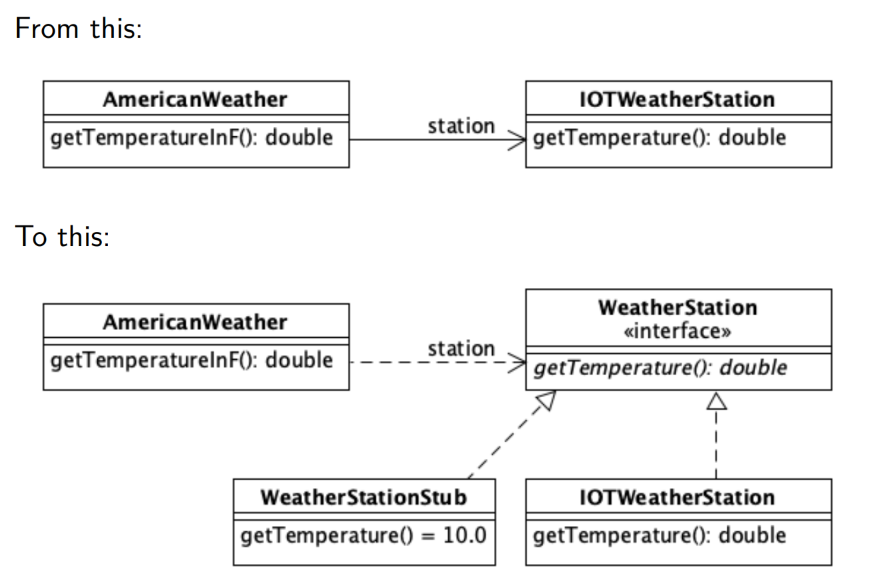 From this:
AmericanWeather
getTemperatureInF(): double
station
IOTWeatherStation
getTemperature(): double
To this:
AmericanWeather
getTemperatureInF(): double
station
WeatherStation
«interface»
getTemperature(): double
WeatherStationStub
getTemperature() = 10.0
IOTWeatherStation
getTemperature(): double